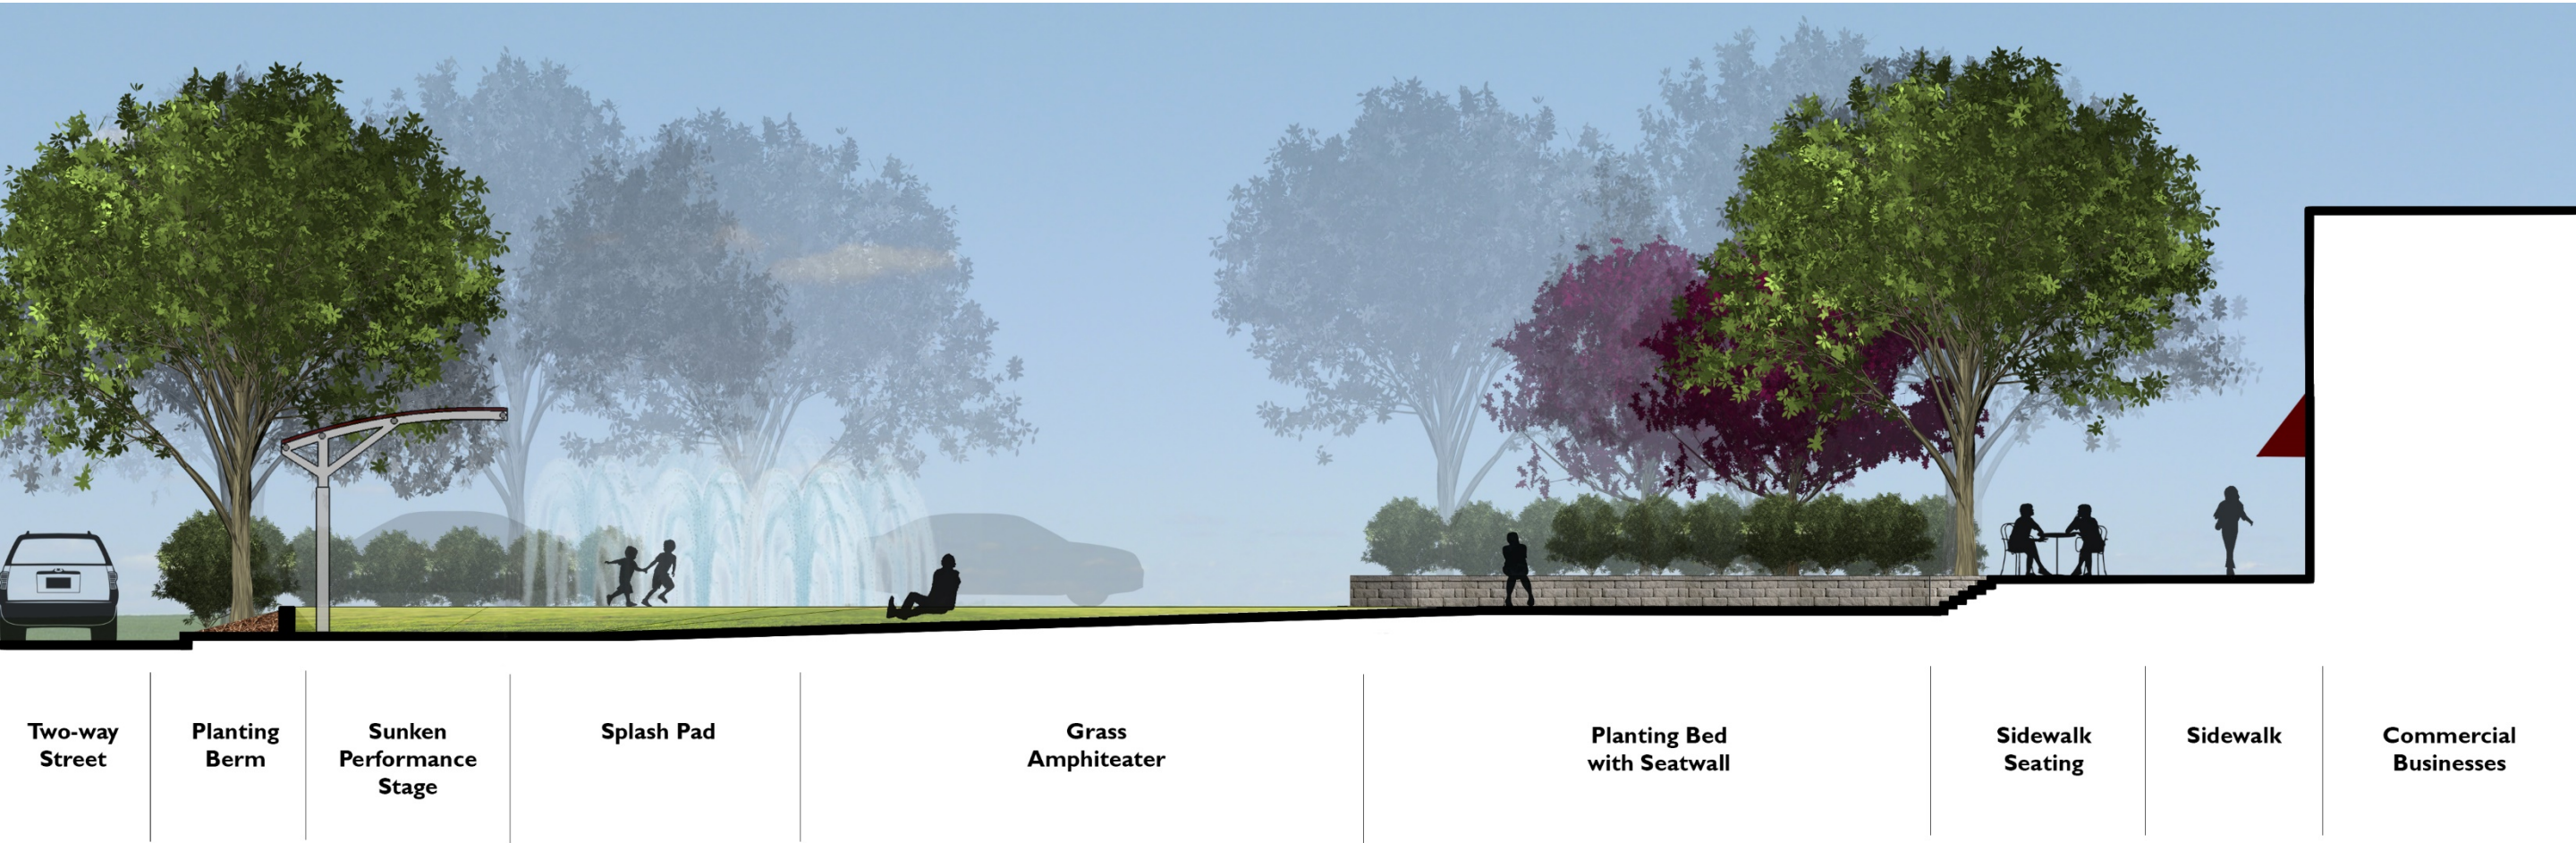 Two-way
Street
Planting
Berm
Sunken
Performance
Stage
Splash Pad
Grass
Amphiteater
Planting Bed
with Seatwall
Sidewalk
Seating
Sidewalk
Commercial
Businesses